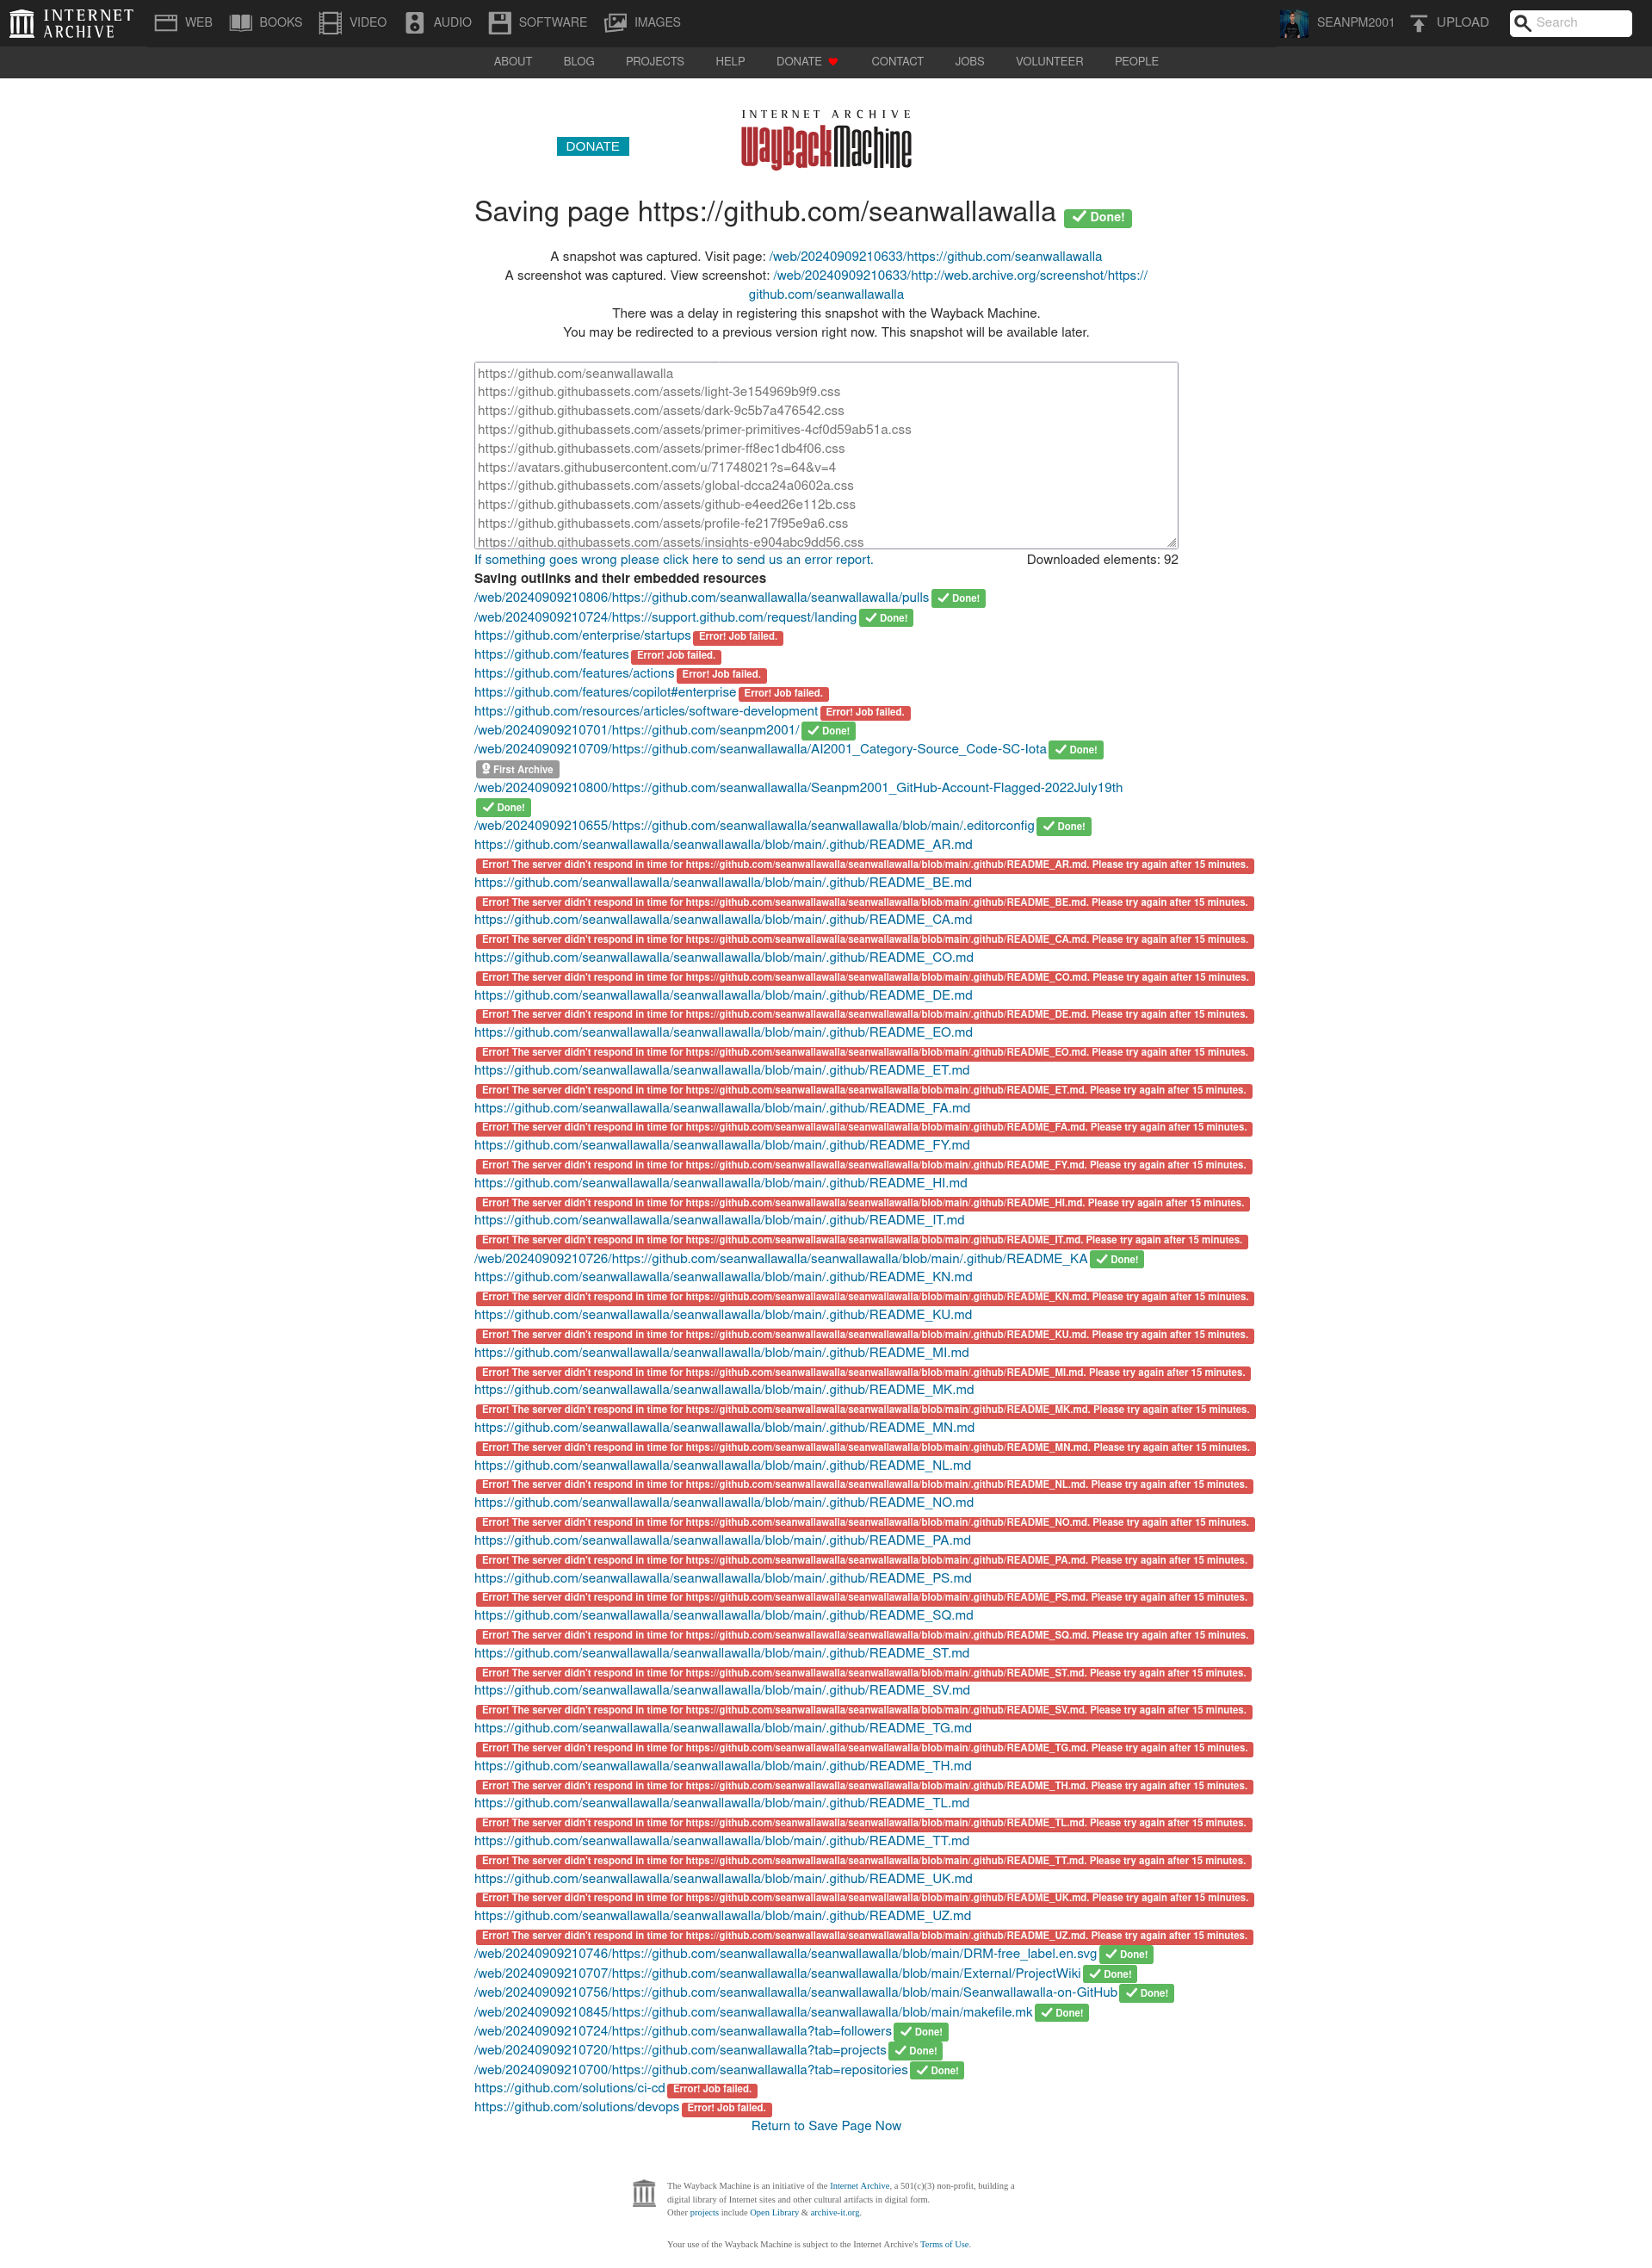 INTERNET ARCHIVE
WEB BOOKS VIDEO AUDIO SOFTWARE IMAGES SEANPM2001 UPLOAD Search
ABOUT BLOG PROJECTS HELP DONATE CONTACT JOBS VOLUNTEER PEOPLE
INTERNET ARCHIVE
DONATE WayBackMachine
Saving page https://github.com/seanwallawalla Done!
A snapshot was captured. Visit page: /web/20240909210633/https://github.com/seanwallawalla
A screenshot was captured. View screenshot: /web/20240909210633/http://web.archive.org/screenshot/https://
github.com/seanwallawalla
There was a delay in registering this snapshot with the Wayback Machine.
You may be redirected to a previous version right now. This snapshot will be available later.
https://github.com/seanwallawalla
https://github.githubassets.com/assets/light-3e154969b9f9.css
https://github.githubassets.com/assets/dark-9c5b7a476542.css
https://github.githubassets.com/assets/primer-primitives-4cf0d59ab51a.css
https://github.githubassets.com/assets/primer-ff8ec1db4f06.css
https://avatars.githubusercontent.com/u/71748021?s=64&v=4
https://github.githubassets.com/assets/global-dcca24a0602a.css
https://github.githubassets.com/assets/github-e4eed26e112b.css
https://github.githubassets.com/assets/profile-fe217f95e9a6.css
https://github.githubassets.com/assets/insights-e904abc9dd56.css
If something goes wrong please click here to send us an error report. Downloaded elements: 92
Saving outlinks and their embedded resources
/web/20240909210806/https://github.com/seanwallawalla/seanwallawalla/pulls Done!
/web/20240909210724/https://support.github.com/request/landing Done!
https://github.com/enterprise/startups Error! Job failed.
https://github.com/features Error! Job failed.
https://github.com/features/actions Error! Job failed.
https://github.com/features/copilot#enterprise Error! Job failed.
https://github.com/resources/articles/software-development Error! Job failed.
/web/20240909210701/https://github.com/seanpm2001/ Done!
/web/20240909210709/https://github.com/seanwallawalla/AI2001_Category-Source_Code-SC-Iota Done!
First Archive
/web/20240909210800/https://github.com/seanwallawalla/Seanpm2001_GitHub-Account-Flagged-2022July19th
Done!
/web/20240909210655/https://github.com/seanwallawalla/seanwallawalla/blob/main/.editorconfig Done!
https://github.com/seanwallawalla/seanwallawalla/blob/main/.github/README_AR.md
Error! The server didn't respond in time for https://github.com/seanwallawalla/seanwallawalla/blob/main/.github/README_AR.md. Please try again after 15 minutes.
https://github.com/seanwallawalla/seanwallawalla/blob/main/.github/README_BE.md
Error! The server didn't respond in time for https://github.com/seanwallawalla/seanwallawalla/blob/main/.github/README_BE.md. Please try again after 15 minutes.
https://github.com/seanwallawalla/seanwallawalla/blob/main/.github/README_CA.md
Error! The server didn't respond in time for https://github.com/seanwallawalla/seanwallawalla/blob/main/.github/README_CA.md. Please try again after 15 minutes.
https://github.com/seanwallawalla/seanwallawalla/blob/main/.github/README_CO.md
Error! The server didn't respond in time for https://github.com/seanwallawalla/seanwallawalla/blob/main/.github/README_CO.md. Please try again after 15 minutes.
https://github.com/seanwallawalla/seanwallawalla/blob/main/.github/README_DE.md
Error! The server didn't respond in time for https://github.com/seanwallawalla/seanwallawalla/blob/main/.github/README_DE.md. Please try again after 15 minutes.
https://github.com/seanwallawalla/seanwallawalla/blob/main/.github/README_EO.md
Error! The server didn't respond in time for https://github.com/seanwallawalla/seanwallawalla/blob/main/.github/README_EO.md. Please try again after 15 minutes.
https://github.com/seanwallawalla/seanwallawalla/blob/main/.github/README_ET.md
Error! The server didn't respond in time for https://github.com/seanwallawalla/seanwallawalla/blob/main/.github/README_ET.md. Please try again after 15 minutes.
https://github.com/seanwallawalla/seanwallawalla/blob/main/.github/README_FA.md
Error! The server didn't respond in time for https://github.com/seanwallawalla/seanwallawalla/blob/main/.github/README_FA.md. Please try again after 15 minutes.
https://github.com/seanwallawalla/seanwallawalla/blob/main/.github/README_FY.md
Error! The server didn't respond in time for https://github.com/seanwallawalla/seanwallawalla/blob/main/.github/README_FY.md. Please try again after 15 minutes.
https://github.com/seanwallawalla/seanwallawalla/blob/main/.github/README_HI.md
Error! The server didn't respond in time for https://github.com/seanwallawalla/seanwallawalla/blob/main/.github/README_HI.md. Please try again after 15 minutes.
https://github.com/seanwallawalla/seanwallawalla/blob/main/.github/README_IT.md
Error! The server didn't respond in time for https://github.com/seanwallawalla/seanwallawalla/blob/main/.github/README_IT.md. Please try again after 15 minutes.
/web/20240909210726/https://github.com/seanwallawalla/seanwallawalla/blob/main/.github/README_KA Done!
https://github.com/seanwallawalla/seanwallawalla/blob/main/.github/README_KN.md
Error! The server didn't respond in time for https://github.com/seanwallawalla/seanwallawalla/blob/main/.github/README_KN.md. Please try again after 15 minutes.
https://github.com/seanwallawalla/seanwallawalla/blob/main/.github/README_KU.md
Error! The server didn't respond in time for https://github.com/seanwallawalla/seanwallawalla/blob/main/.github/README_KU.md. Please try again after 15 minutes.
https://github.com/seanwallawalla/seanwallawalla/blob/main/.github/README_MI.md
Error! The server didn't respond in time for https://github.com/seanwallawalla/seanwallawalla/blob/main/.github/README_MI.md. Please try again after 15 minutes.
https://github.com/seanwallawalla/seanwallawalla/blob/main/.github/README_MK.md
Error! The server didn't respond in time for https://github.com/seanwallawalla/seanwallawalla/blob/main/.github/README_MK.md. Please try again after 15 minutes.
https://github.com/seanwallawalla/seanwallawalla/blob/main/.github/README_MN.md
Error! The server didn't respond in time for https://github.com/seanwallawalla/seanwallawalla/blob/main/.github/README_MN.md. Please try again after 15 minutes.
https://github.com/seanwallawalla/seanwallawalla/blob/main/.github/README_NL.md
Error! The server didn't respond in time for https://github.com/seanwallawalla/seanwallawalla/blob/main/.github/README_NL.md. Please try again after 15 minutes.
https://github.com/seanwallawalla/seanwallawalla/blob/main/.github/README_NO.md
Error! The server didn't respond in time for https://github.com/seanwallawalla/seanwallawalla/blob/main/.github/README_NO.md. Please try again after 15 minutes.
https://github.com/seanwallawalla/seanwallawalla/blob/main/.github/README_PA.md
Error! The server didn't respond in time for https://github.com/seanwallawalla/seanwallawalla/blob/main/.github/README_PA.md. Please try again after 15 minutes.
https://github.com/seanwallawalla/seanwallawalla/blob/main/.github/README_PS.md
Error! The server didn't respond in time for https://github.com/seanwallawalla/seanwallawalla/blob/main/.github/README_PS.md. Please try again after 15 minutes.
https://github.com/seanwallawalla/seanwallawalla/blob/main/.github/README_SQ.md
Error! The server didn't respond in time for https://github.com/seanwallawalla/seanwallawalla/blob/main/.github/README_SQ.md. Please try again after 15 minutes.
https://github.com/seanwallawalla/seanwallawalla/blob/main/.github/README_ST.md
Error! The server didn't respond in time for https://github.com/seanwallawalla/seanwallawalla/blob/main/.github/README_ST.md. Please try again after 15 minutes.
https://github.com/seanwallawalla/seanwallawalla/blob/main/.github/README_SV.md
Error! The server didn't respond in time for https://github.com/seanwallawalla/seanwallawalla/blob/main/.github/README_SV.md. Please try again after 15 minutes.
https://github.com/seanwallawalla/seanwallawalla/blob/main/.github/README_TG.md
Error! The server didn't respond in time for https://github.com/seanwallawalla/seanwallawalla/blob/main/.github/README_TG.md. Please try again after 15 minutes.
https://github.com/seanwallawalla/seanwallawalla/blob/main/.github/README_TH.md
Error! The server didn't respond in time for https://github.com/seanwallawalla/seanwallawalla/blob/main/.github/README_TH.md. Please try again after 15 minutes.
https://github.com/seanwallawalla/seanwallawalla/blob/main/.github/README_TL.md
Error! The server didn't respond in time for https://github.com/seanwallawalla/seanwallawalla/blob/main/.github/README_TL.md. Please try again after 15 minutes.
https://github.com/seanwallawalla/seanwallawalla/blob/main/.github/README_TT.md
Error! The server didn't respond in time for https://github.com/seanwallawalla/seanwallawalla/blob/main/.github/README_TT.md. Please try again after 15 minutes.
https://github.com/seanwallawalla/seanwallawalla/blob/main/.github/README_UK.md
Error! The server didn't respond in time for https://github.com/seanwallawalla/seanwallawalla/blob/main/.github/README_UK.md. Please try again after 15 minutes.
https://github.com/seanwallawalla/seanwallawalla/blob/main/.github/README_UZ.md
Error! The server didn't respond in time for https://github.com/seanwallawalla/seanwallawalla/blob/main/.github/README_UZ.md. Please try again after 15 minutes.
/web/20240909210746/https://github.com/seanwallawalla/seanwallawalla/blob/main/DRM-free_label.en.svg Done!
/web/20240909210707/https://github.com/seanwallawalla/seanwallawalla/blob/main/External/ProjectWiki Done!
/web/20240909210756/https://github.com/seanwallawalla/seanwallawalla/blob/main/Seanwallawalla-on-GitHub Done!
/web/20240909210845/https://github.com/seanwallawalla/seanwallawalla/blob/main/makefile.mk Done!
/web/20240909210724/https://github.com/seanwallawalla?tab=followers Done!
/web/20240909210720/https://github.com/seanwallawalla?tab=projects Done!
/web/20240909210700/https://github.com/seanwallawalla?tab=repositories Done!
https://github.com/solutions/ci-cd Error! Job failed.
https://github.com/solutions/devops Error! Job failed.
Return to Save Page Now
The Wayback Machine is an initiative of the Internet Archive, a 501(c)(3) non-profit, building a
digital library of Internet sites and other cultural artifacts in digital form.
Other projects include Open Library & archive-it.org.
Your use of the Wayback Machine is subject to the Internet Archive's Terms of Use.